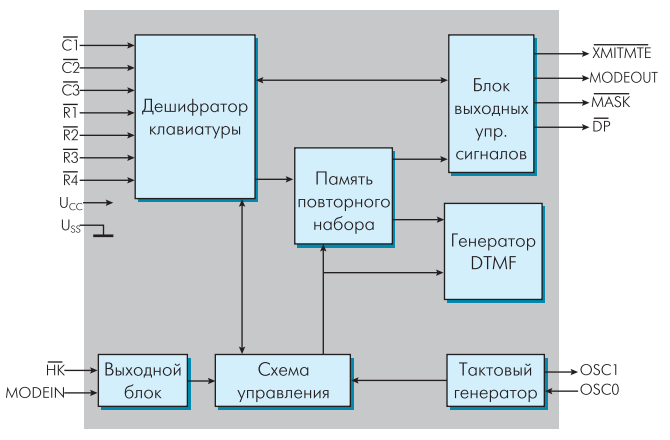 C1
C2
C3
R1
R2
R3
R4
UCC
USS
Дешифратор
клавиатуры
Память
повторного
набора
Блок
выходных
упр.
сигналов
XMITMTE
MODEOUT
MASK
DP
Генератор
DTMF
HK
MODEIN
Выходной
блок
Схема
управления
Тактовый
генератор
OSC1
OSC0